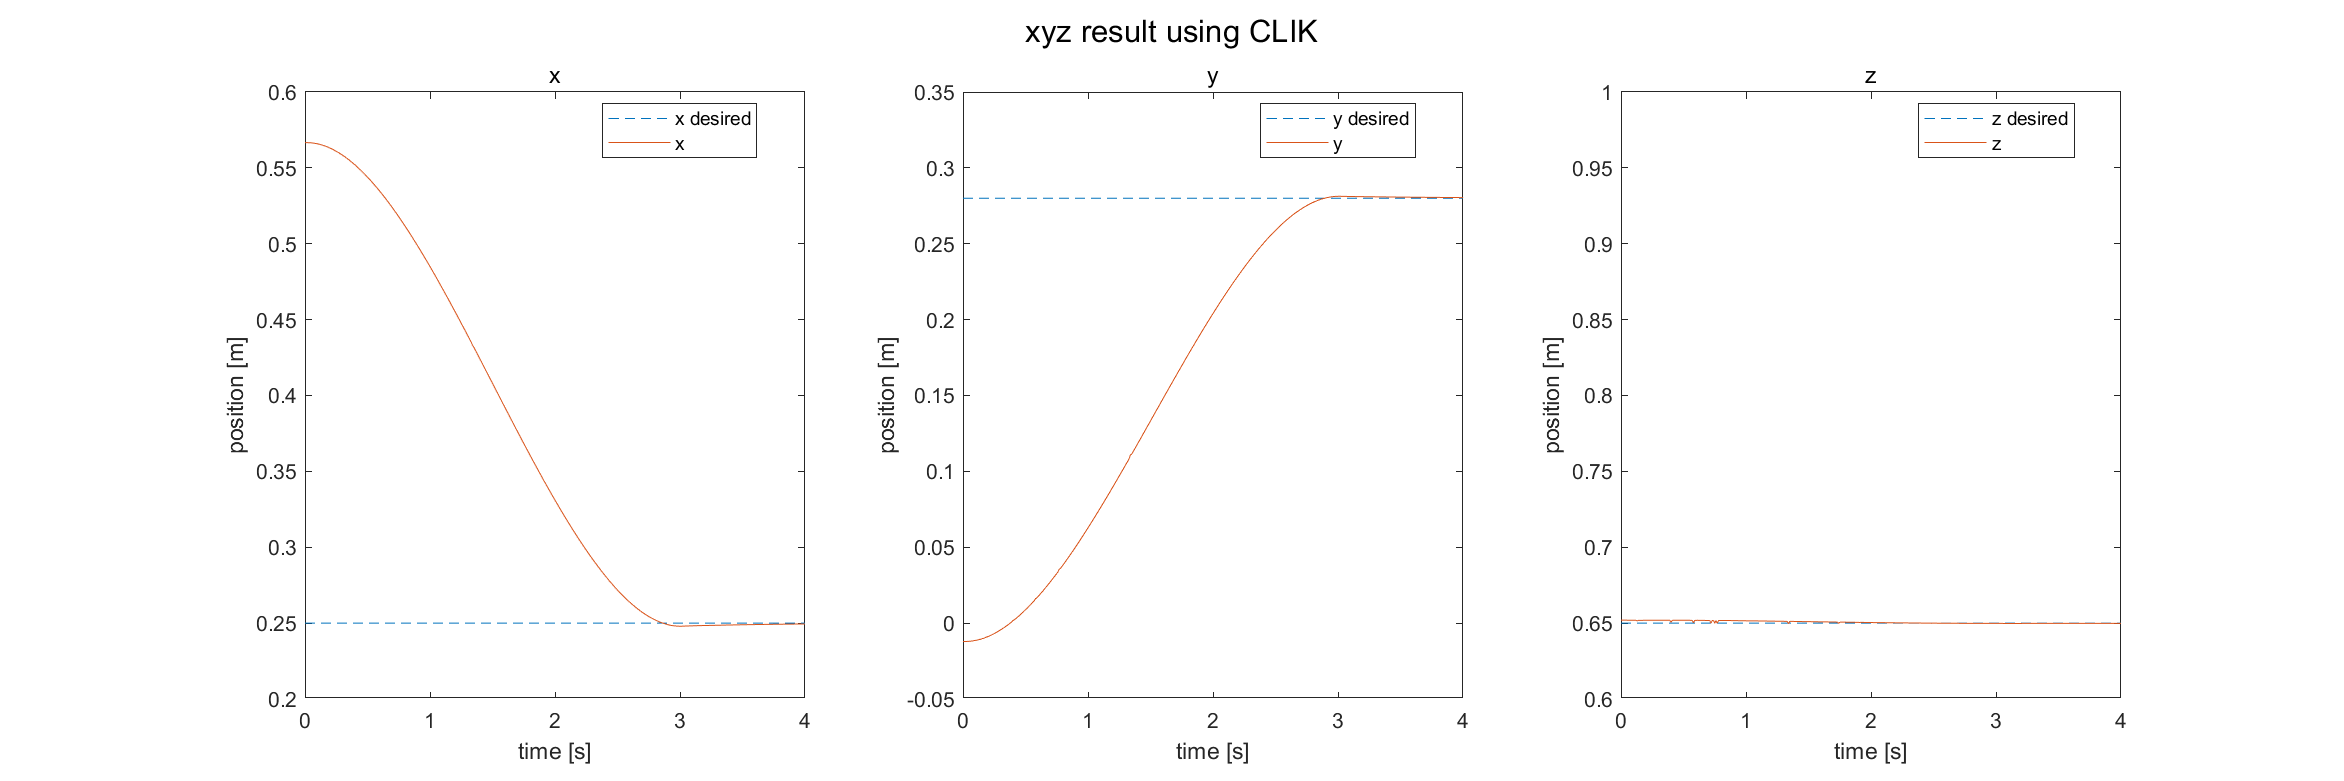 xyz result using CLIK
x
0.6
0.55
0.5
0.45
0.4
0.35
0.3
0.25
0.2
position [m]
0
1
2
3
4
time [s]
x desired
x
y
0.35
0.3
0.25
0.2
0.15
0.1
0.05
0
-0.05
position [m]
0
1
2
3
4
time [s]
y desired
y
z
1
0.95
0.9
0.85
0.8
0.75
0.7
0.65
0.6
position [m]
0
1
2
3
4
time [s]
z desired
z